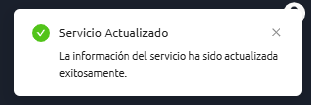 Servicio Actualizado
La información del servicio ha sido actualizada
exitosamente.